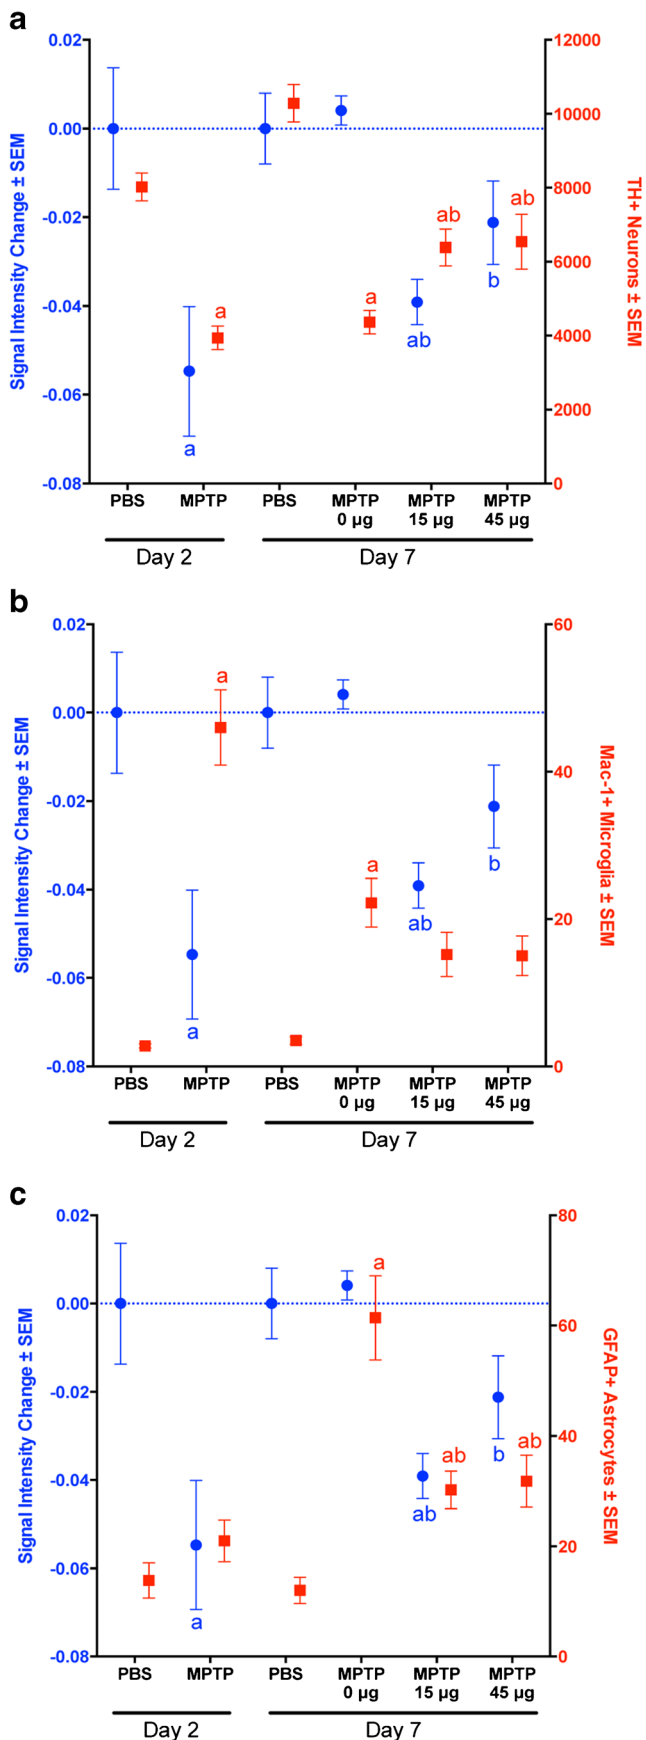 a
0.02
0.00
-0.02
-0.04
-0.06
-0.08
Signal Intensity Change ± SEM
12000
10000
8000
6000
4000
2000
0
TH+ Neurons ± SEM
a
a
a
ab
ab
ab
b
PBS MPTP PBS MPTP MPTP MPTP
0 µg 15 µg 45 µg
Day 2 Day 7
b
0.02
0.00
-0.02
-0.04
-0.06
-0.08
Signal Intensity Change ± SEM
60
40
20
0
Mac-1+ Microglia ± SEM
a
a
a
ab
b
PBS MPTP PBS MPTP MPTP MPTP
0 µg 15 µg 45 µg
Day 2 Day 7
c
0.02
0.00
-0.02
-0.04
-0.06
-0.08
Signal Intensity Change ± SEM
80
60
40
20
0
GFAP+ Astrocytes ± SEM
a
a
ab
ab
b
ab
PBS MPTP PBS MPTP MPTP MPTP
0 µg 15 µg 45 µg
Day 2 Day 7